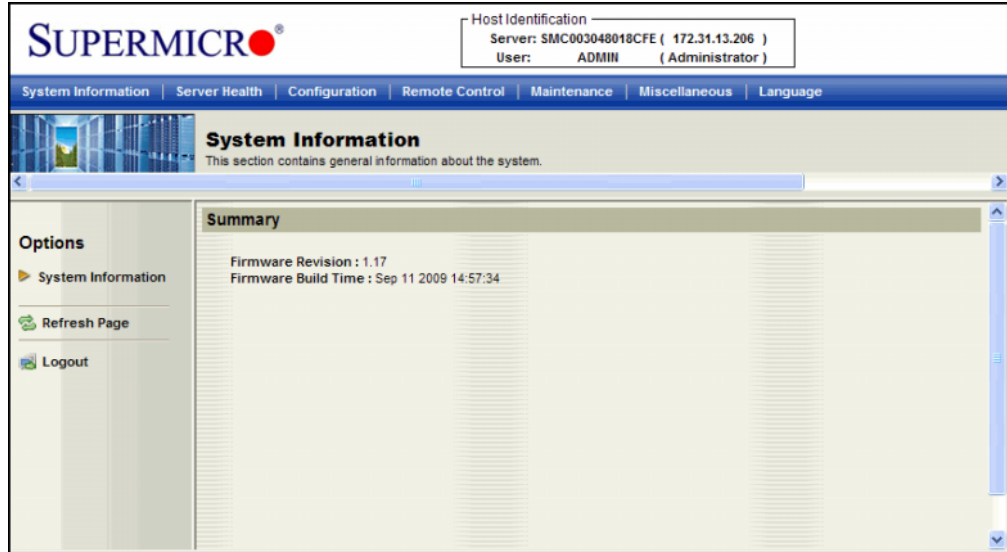 SUPERMICR®
Host Identification
Server: SMC003048018CFE ( 172.31.13.206 )
User: ADMIN ( Administrator )
System Information | Server Health | Configuration | Remote Control | Maintenance | Miscellaneous | Language
System Information
This section contains general information about the system.
Options
System Information
Refresh Page
Logout
Summary
Firmware Revision : 1.17
Firmware Build Time : Sep 11 2009 14:57:34